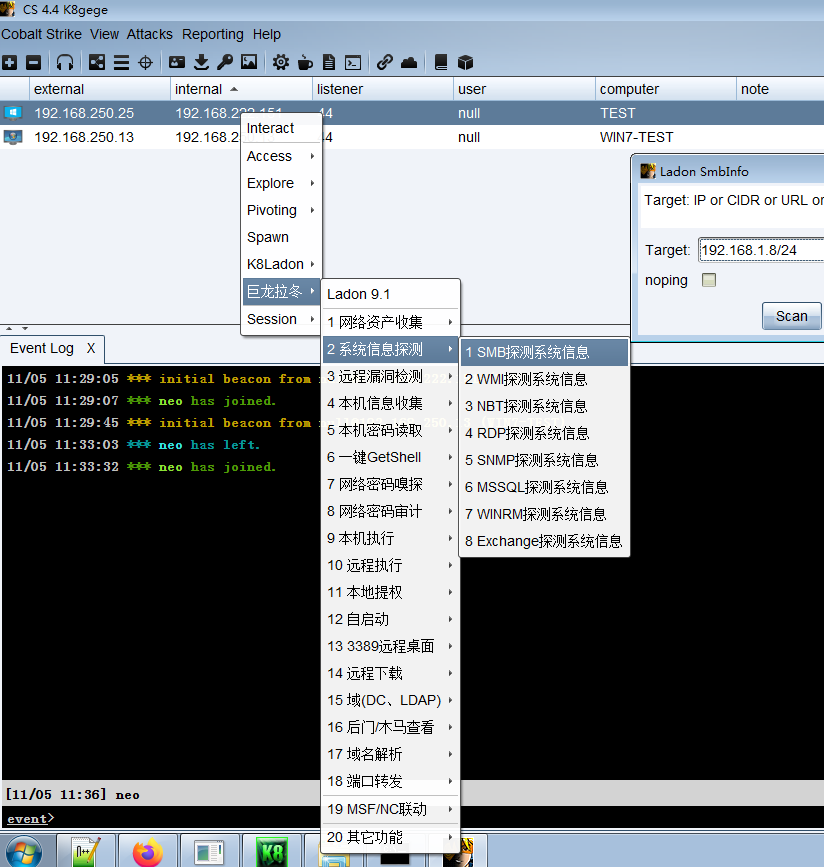 CS 4.4 K8gege
Cobalt Strike View Attacks Reporting Help
external internal listener user computer note
192.168.250.25 192.168.222.151 44 null TEST
192.168.250.13 192.168.2 44 null WIN7-TEST
Interact
Access
Explore
Pivoting
Spawn
K8Ladon
巨龙拉冬
Session
Ladon 9.1
1 网络资产收集
2 系统信息探测
3 远程漏洞检测
4 本机信息收集
5 本机密码读取
6 一键GetShell
7 网络密码嗅探
8 网络密码审计
9 本机执行
10 远程执行
11 本地提权
12 自启动
13 3389远程桌面
14 远程下载
15 域(DC、LDAP)
16 后门/木马查看
17 域名解析
18 端口转发
19 MSF/NC联动
20 其它功能
1 SMB探测系统信息
2 WMI探测系统信息
3 NBT探测系统信息
4 RDP探测系统信息
5 SNMP探测系统信息
6 MSSQL探测系统信息
7 WINRM探测系统信息
8 Exchange探测系统信息
Ladon SmbInfo
Target: IP or CIDR or URL or
Target: 192.168.1.8/24
noping
Scan
Event Log X
11/05 11:29:05 *** initial beacon from
11/05 11:29:07 *** neo has joined.
11/05 11:29:45 *** initial beacon from
11/05 11:33:03 *** neo has left.
11/05 11:33:32 *** neo has joined.
[11/05 11:36] neo
event>
K8